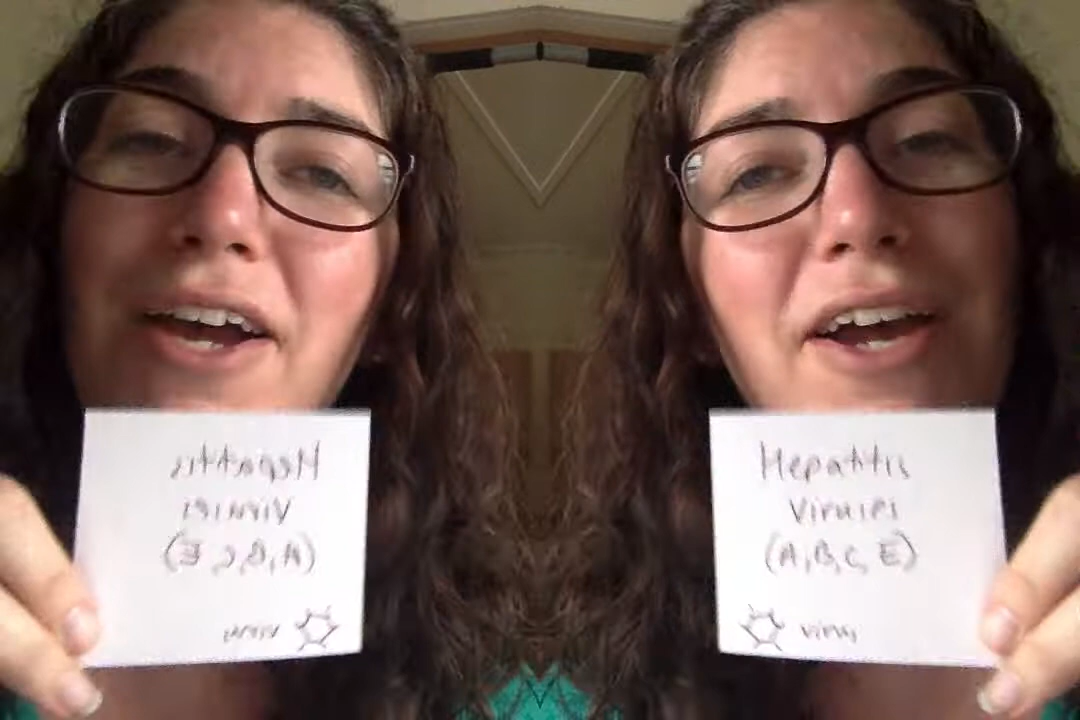 Hepatitis
Viruses
(A, B, C, E)
virus